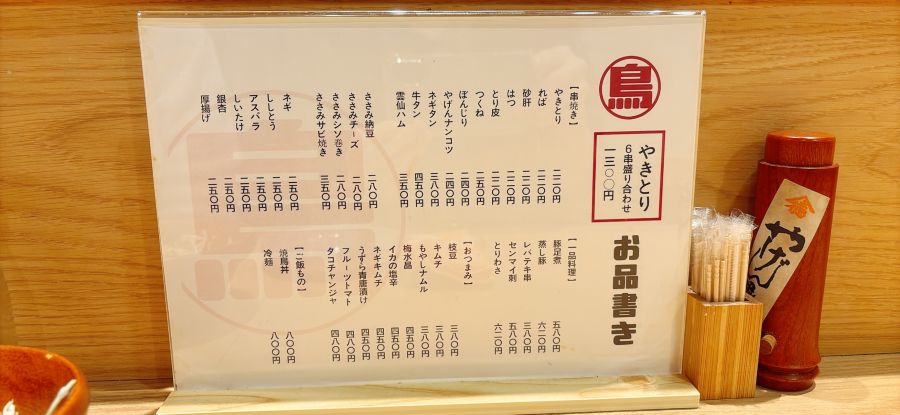 鳥
お品書き
やきとり
6串盛り合わせ
一三〇〇円
【串焼き】
やきとり 二二〇円
れば 二二〇円
砂肝 二二〇円
はつ 二二〇円
とり皮 二二〇円
つくね 二五〇円
ぼんじり 二四〇円
やげんナンコツ 二四〇円
ネギタン 三八〇円
牛タン 四五〇円
雲仙ハム 三五〇円
ささみ納豆 二八〇円
ささみチーズ 二八〇円
ささみシソ巻き 二八〇円
ささみサビ焼き 三五〇円
ネギ 二五〇円
ししとう 二五〇円
アスパラ 二五〇円
しいたけ 二五〇円
銀杏 二五〇円
厚揚げ 二五〇円
【一品料理】
豚足煮 五八〇円
蒸し豚 六二〇円
レバテキ串 三八〇円
センマイ刺 五八〇円
とりわさ 六二〇円
【おつまみ】
枝豆 三八〇円
キムチ 三八〇円
もやしナムル 三八〇円
梅水晶 四五〇円
イカの塩辛 四五〇円
ネギキムチ 四五〇円
うずら青唐漬け 四五〇円
フルーツトマト 四八〇円
タコチャンジャ 四八〇円
【ご飯もの】
焼鳥丼 八〇〇円
冷麺 八〇〇円
やげん